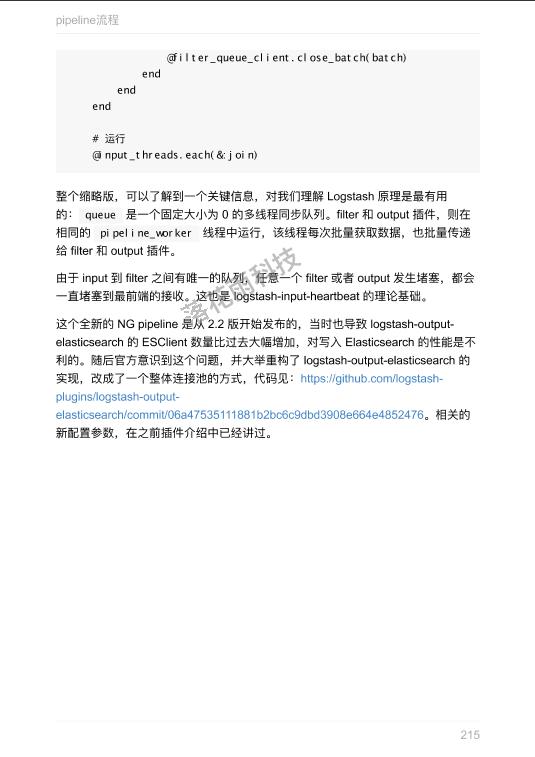 pipeline流程
@filter_queue_client.close_batch(batch)
end
end
end
# 运行
@input_threads.each(&:join)
整个缩略版，可以了解到一个关键信息，对我们理解 Logstash 原理是最有用
的： queue 是一个固定大小为 0 的多线程同步队列。filter 和 output 插件，则在
相同的 pipeline_worker 线程中运行，该线程每次批量获取数据，也批量传递
给 filter 和 output 插件。
由于 input 到 filter 之间有唯一的队列，任意一个 filter 或者 output 发生堵塞，都会
一直堵塞到最前端的接收。这也是 logstash-input-heartbeat 的理论基础。
落花雨科技
这个全新的 NG pipeline 是从 2.2 版开始发布的，当时也导致 logstash-output-
elasticsearch 的 ESClient 数量比过去大幅增加，对写入 Elasticsearch 的性能是不
利的。随后官方意识到这个问题，并大举重构了 logstash-output-elasticsearch 的
实现，改成了一个整体连接池的方式，代码见：https://github.com/logstash-
plugins/logstash-output-
elasticsearch/commit/06a47535111881b2bc6c9dbd3908e664e4852476。相关的
新配置参数，在之前插件介绍中已经讲过。
215